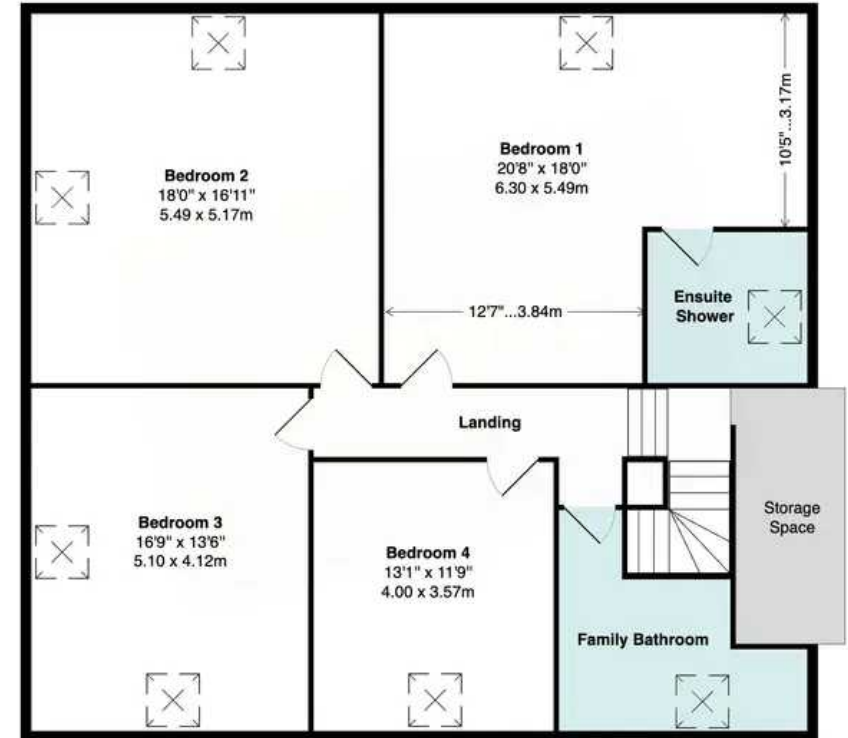 Bedroom 2
18'0" x 16'11"
5.49 x 5.17m
Bedroom 1
20'8" x 18'0"
6.30 x 5.49m
10'5"...3.17m
12'7"...3.84m
Ensuite
Shower
Landing
Bedroom 3
16'9" x 13'6"
5.10 x 4.12m
Bedroom 4
13'1" x 11'9"
4.00 x 3.57m
Storage
Space
Family Bathroom